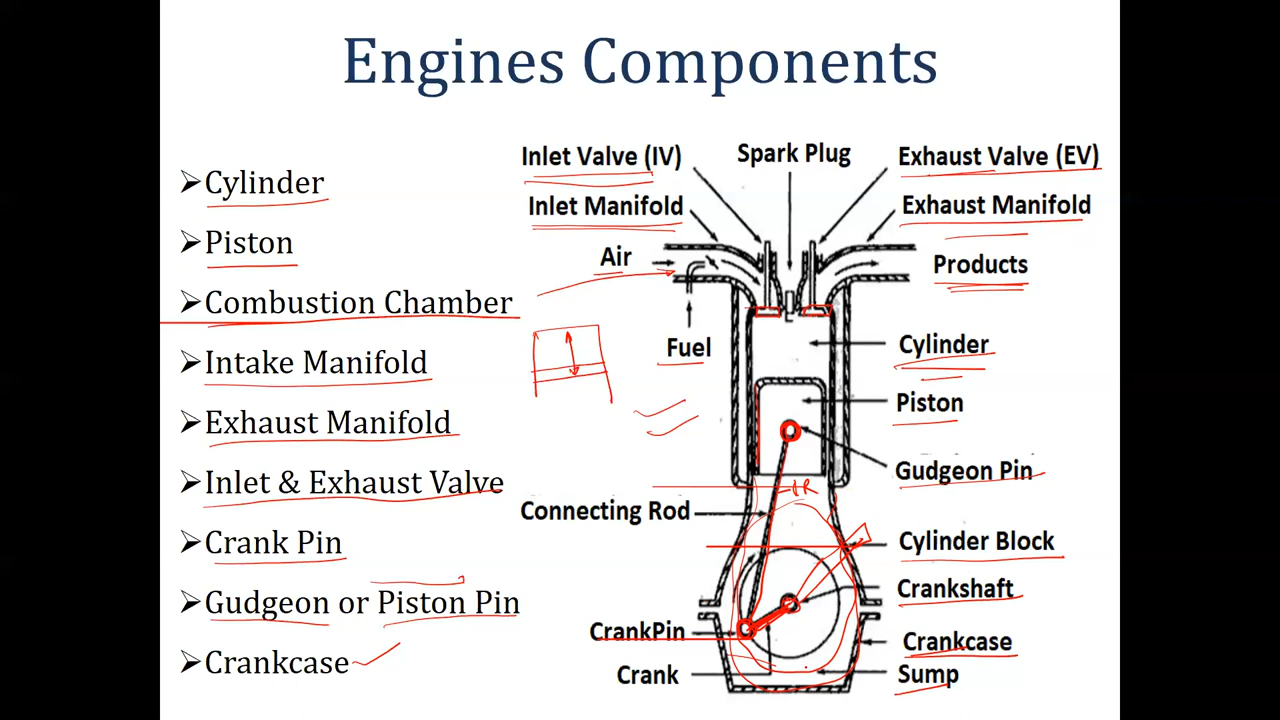 Engines Components
➢Cylinder
➢Piston
➢Combustion Chamber
➢Intake Manifold
➢Exhaust Manifold
➢Inlet & Exhaust Valve
➢Crank Pin
➢Gudgeon or Piston Pin
➢Crankcase
Inlet Valve (IV)
Spark Plug
Exhaust Valve (EV)
Inlet Manifold
Exhaust Manifold
Air
Products
Fuel
Cylinder
Piston
Gudgeon Pin
Connecting Rod
Cylinder Block
Crankshaft
CrankPin
Crankcase
Crank
Sump